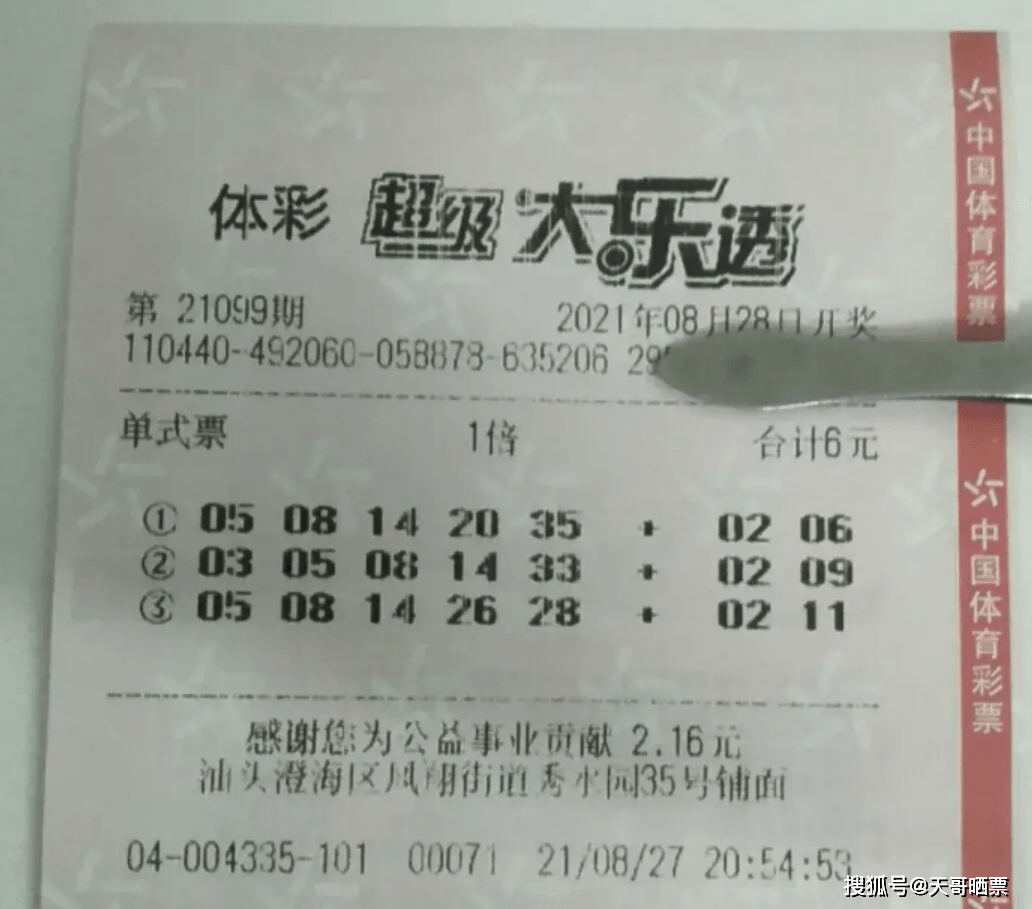 体彩 超级大乐透
第 21099期 2021年08月28日开奖
110440-492060-058878-635206 29
单式票 1倍 合计6元
① 05 08 14 20 35 + 02 06
② 03 05 08 14 33 + 02 09
③ 05 08 14 26 28 + 02 11
感谢您为公益事业贡献 2.16元
汕头澄海区凤翔街道秀水园35号铺面
04-004335-101 00071 21/08/27 20:54:53
中国体育彩票
中国体育彩票
搜狐号@天哥晒票